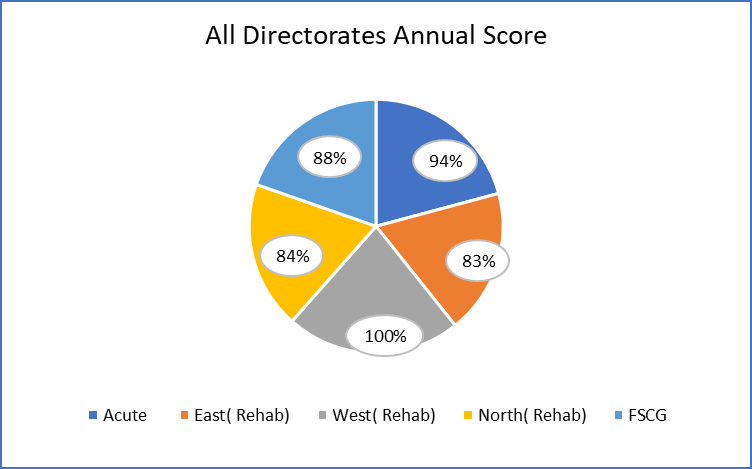 All Directorates Annual Score
88%
94%
84%
83%
100%
Acute
East( Rehab)
West( Rehab)
North( Rehab)
FSCG